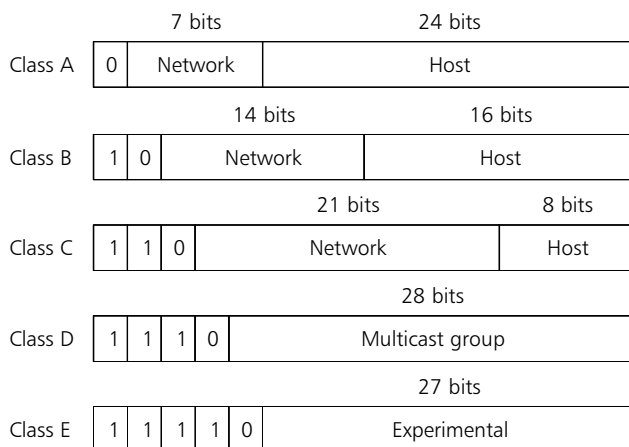 7 bits 24 bits
Class A 0 Network Host
14 bits 16 bits
Class B 1 0 Network Host
21 bits 8 bits
Class C 1 1 0 Network Host
28 bits
Class D 1 1 1 0 Multicast group
27 bits
Class E 1 1 1 1 0 Experimental